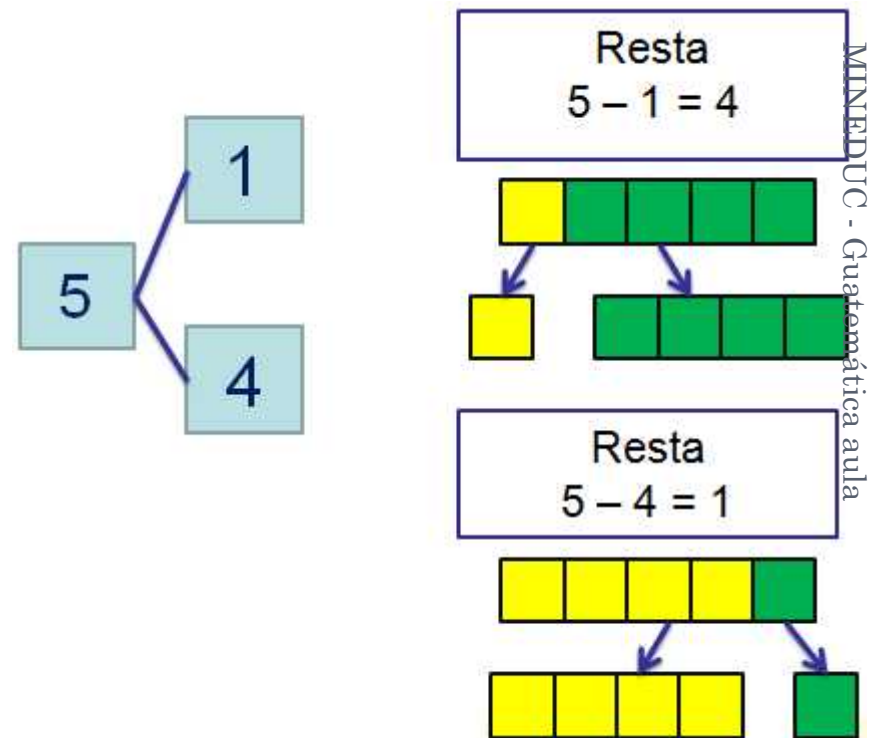 1
5
4
Resta
5 – 1 = 4
Resta
5 – 4 = 1
MINEDUC - Guatemática aula